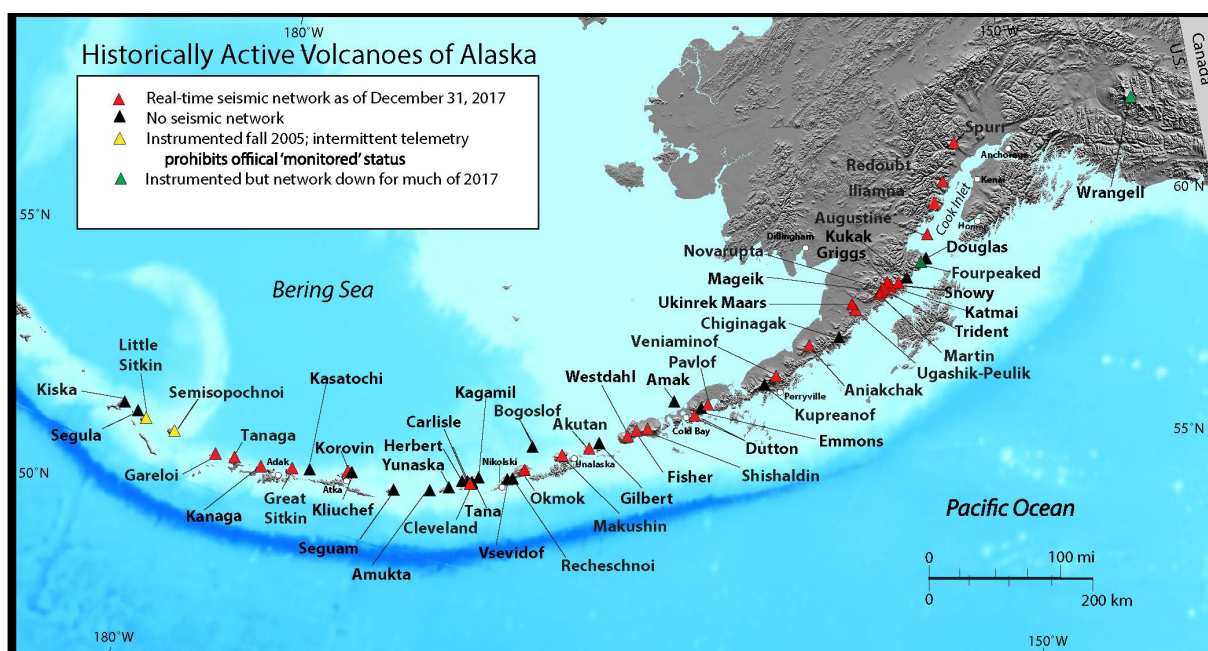 180°W
150°W
Canada
U.S.
Historically Active Volcanoes of Alaska
Real-time seismic network as of December 31, 2017
No seismic network
Instrumented fall 2005; intermittent telemetry
prohibits offiical 'monitored' status
Instrumented but network down for much of 2017
Spurr
Anchorage
Redoubt
Kenai
Iliamna
60°N
Wrangell
55°N
Cook Inlet
Augustine
Homer
Kukak
Dillingham
Griggs
Douglas
Novarupta
Fourpeaked
Mageik
Snowy
Bering Sea
Katmai
Ukinrek Maars
Trident
Chiginagak
Martin
Ugashik-Peulik
Veniaminof
Little
Sitkin
Pavlof
Aniakchak
Kiska
Semisopochnoi
Kasatochi
Kagamil
Westdahl
Amak
Perryville
Bogoslof
Kupreanof
Carlisle
Akutan
Segula
Tanaga
Korovin
Herbert
Cold Bay
Emmons
Yunaska
Nikolski
Unalaska
Dutton
55°N
50°N
Gareloi
Adak
Atka
Fisher
Shishaldin
Great
Sitkin
Kliuchef
Tana
Okmok
Gilbert
Kanaga
Cleveland
Makushin
Pacific Ocean
Seguam
Vsevidof
Recheschnoi
Amukta
0
100 mi
0
200 km
180°W
150°W